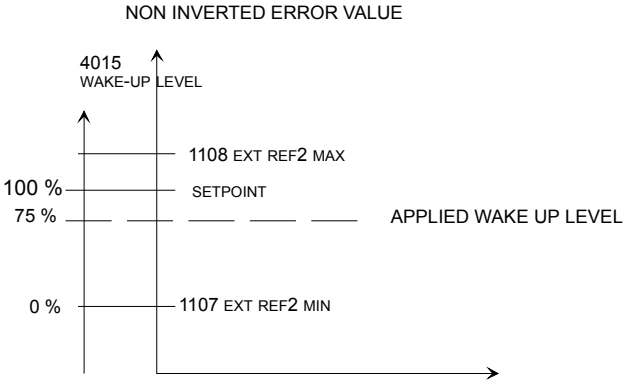 NON INVERTED ERROR VALUE
4015
WAKE-UP LEVEL
1108 EXT REF2 MAX
100 %
SETPOINT
75 %
APPLIED WAKE UP LEVEL
0 %
1107 EXT REF2 MIN